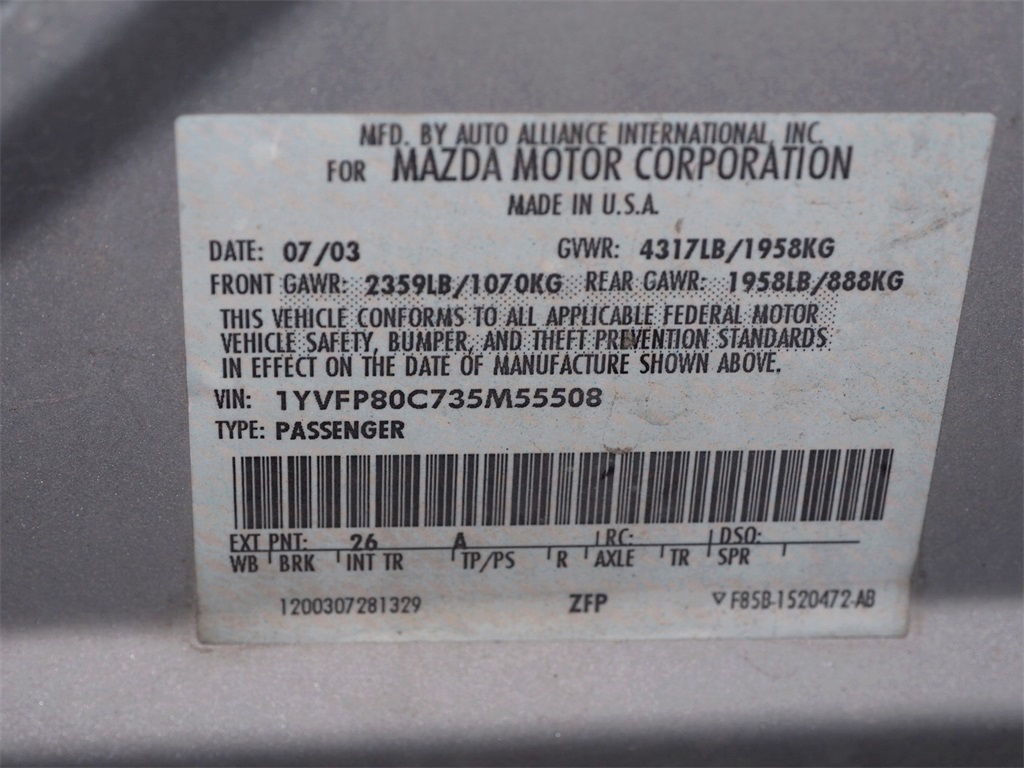 MFD. BY AUTO ALLIANCE INTERNATIONAL, INC.
FOR MAZDA MOTOR CORPORATION
MADE IN U.S.A.
DATE: 07/03 GVWR: 4317LB/1958KG
FRONT GAWR: 2359LB/1070KG REAR GAWR: 1958LB/888KG
THIS VEHICLE CONFORMS TO ALL APPLICABLE FEDERAL MOTOR
VEHICLE SAFETY, BUMPER, AND THEFT PREVENTION STANDARDS
IN EFFECT ON THE DATE OF MANUFACTURE SHOWN ABOVE.
VIN: 1YVFP80C735M55508
TYPE: PASSENGER
EXT PNT: 26 A RC: DSO:
WB BRK INT TR TP/PS R AXLE TR SPR
1200307281329 ZFP ▽ F85B-1520472-AB